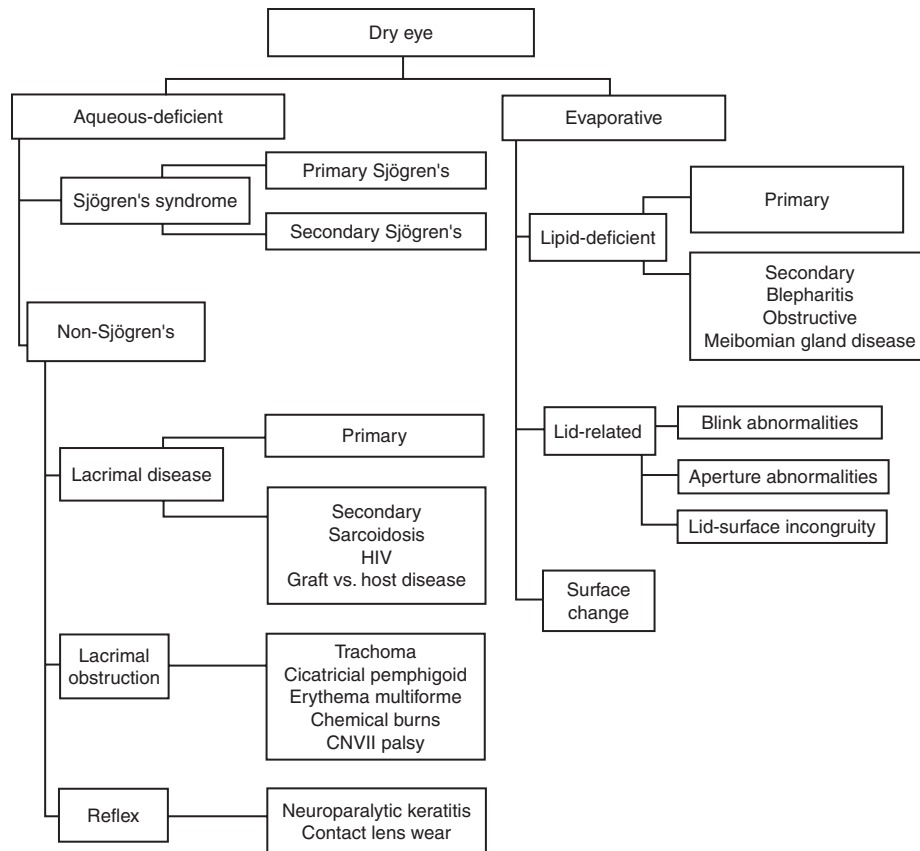 Dry eye
Aqueous-deficient
Sjögren's syndrome
Primary Sjögren's
Secondary Sjögren's
Non-Sjögren's
Lacrimal disease
Primary
Secondary
Sarcoidosis
HIV
Graft vs. host disease
Lacrimal
obstruction
Trachoma
Cicatricial pemphigoid
Erythema multiforme
Chemical burns
CNVII palsy
Reflex
Neuroparalytic keratitis
Contact lens wear
Evaporative
Lipid-deficient
Primary
Secondary
Blepharitis
Obstructive
Meibomian gland disease
Lid-related
Blink abnormalities
Aperture abnormalities
Lid-surface incongruity
Surface
change